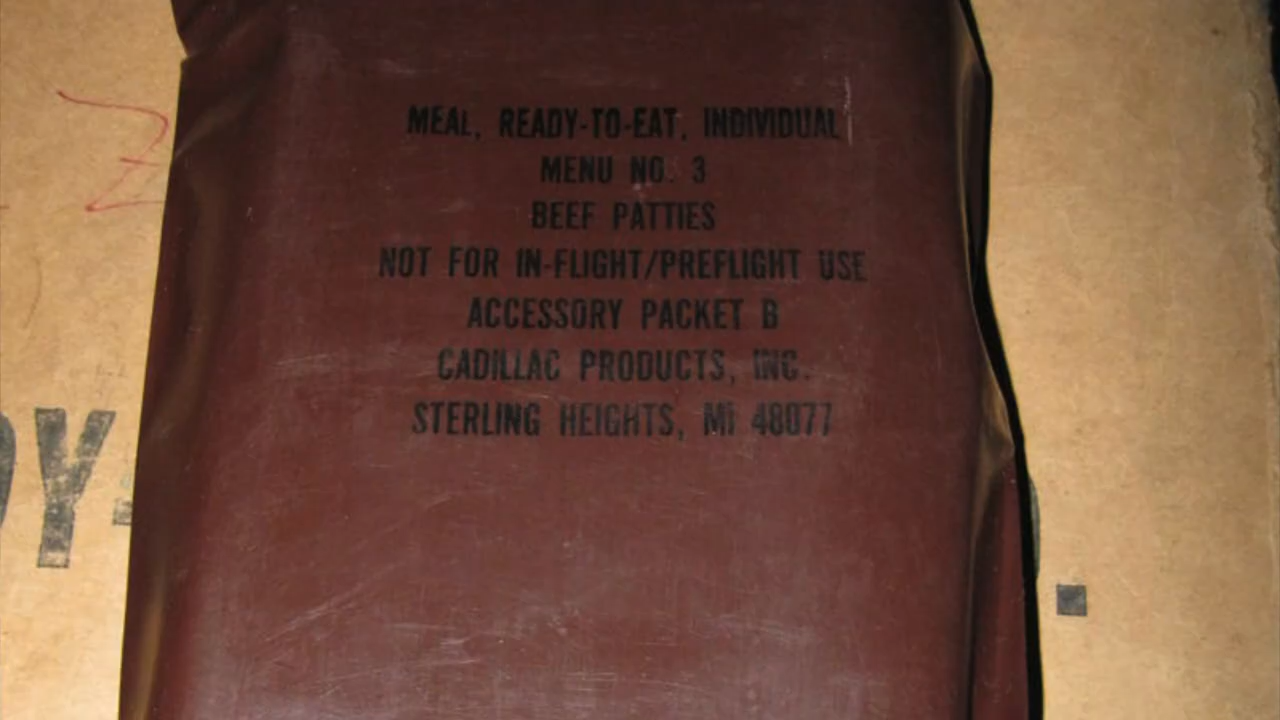 MEAL, READY-TO-EAT, INDIVIDUAL
MENU NO. 3
BEEF PATTIES
NOT FOR IN-FLIGHT/PREFLIGHT USE
ACCESSORY PACKET B
CADILLAC PRODUCTS, INC.
STERLING HEIGHTS, MI 48077